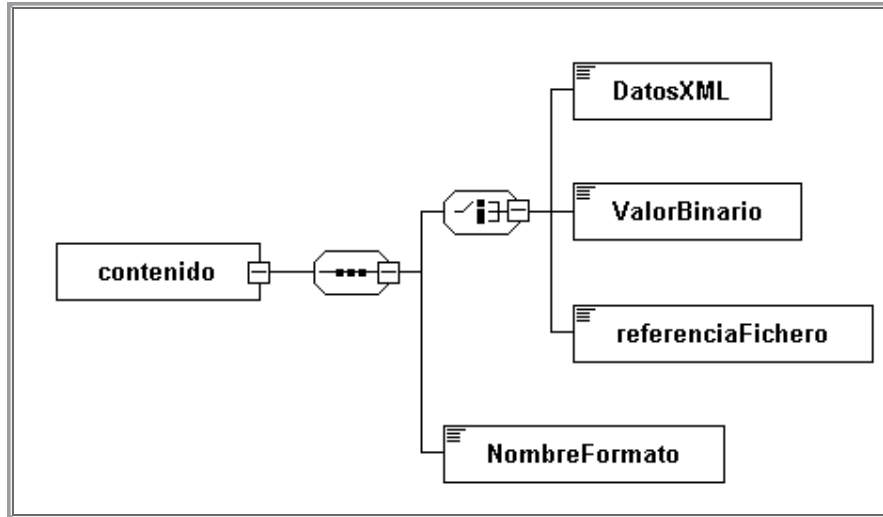 DatosXML
ValorBinario
contenido
referenciaFichero
NombreFormato